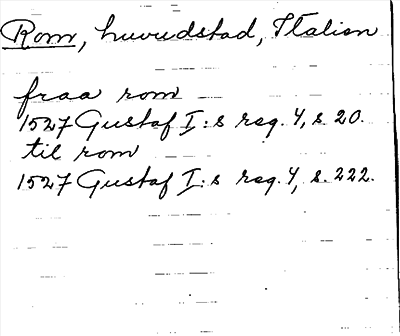 Rom, huvudstad, Italien
fraa rom
1527 Gustaf I:s reg. 4, s. 20.
til rom
1527 Gustaf I:s reg. 4, s. 222.